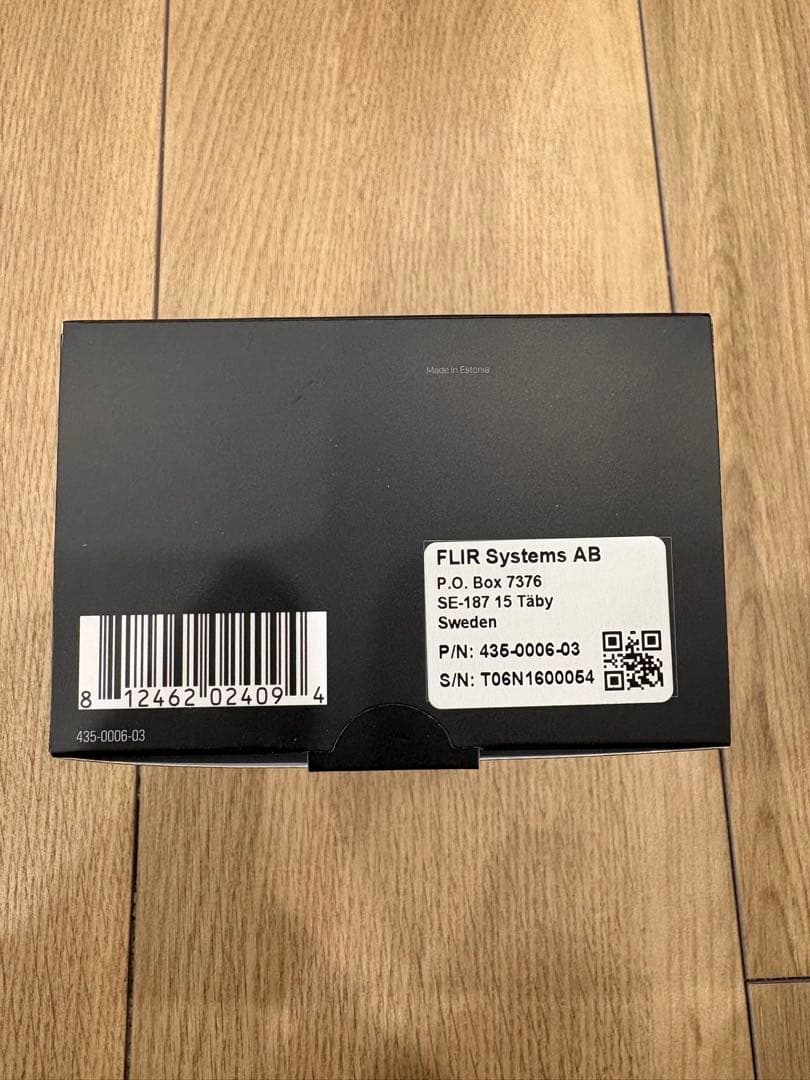 Made in Estonia
FLIR Systems AB
P.O. Box 7376
SE-187 15 Täby
Sweden
P/N: 435-0006-03
S/N: T06N1600054
8 12462 02409 4
435-0006-03